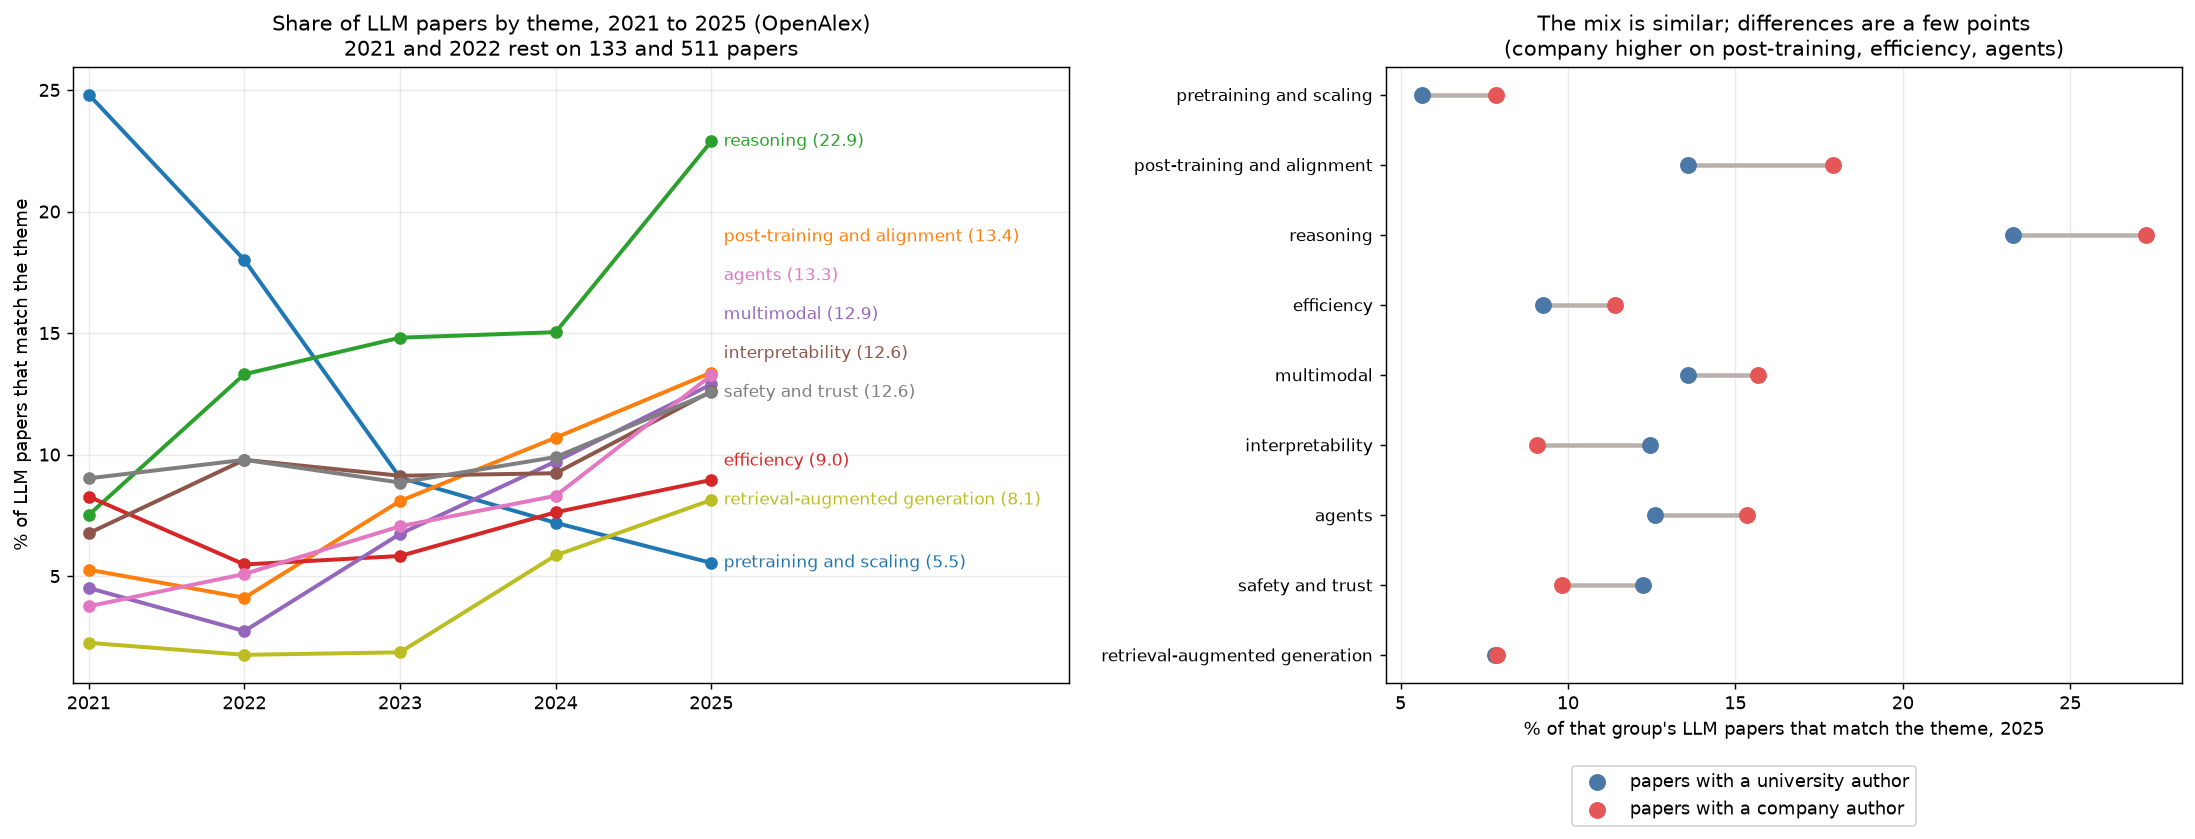 Share of LLM papers by theme, 2021 to 2025 (OpenAlex)
2021 and 2022 rest on 133 and 511 papers
% of LLM papers that match the theme
25
20
15
10
5
reasoning (22.9)
post-training and alignment (13.4)
agents (13.3)
multimodal (12.9)
interpretability (12.6)
safety and trust (12.6)
efficiency (9.0)
retrieval-augmented generation (8.1)
pretraining and scaling (5.5)
2021
2022
2023
2024
2025
The mix is similar; differences are a few points
(company higher on post-training, efficiency, agents)
pretraining and scaling
post-training and alignment
reasoning
efficiency
multimodal
interpretability
agents
safety and trust
retrieval-augmented generation
5
10
15
20
25
% of that group's LLM papers that match the theme, 2025
papers with a university author
papers with a company author